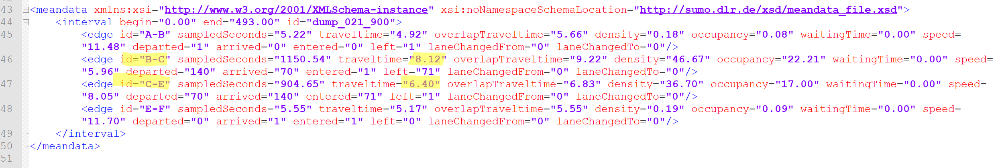 43 <meandata xmlns:xsi="http://www.w3.org/2001/XMLSchema-instance" xsi:noNamespaceSchemaLocation="http://sumo.dlr.de/xsd/meandata_file.xsd">
44 <interval begin="0.00" end="493.00" id="dump_021_900">
45 <edge id="A-B" sampledSeconds="5.22" traveltime="4.92" overlapTraveltime="5.66" density="0.18" occupancy="0.08" waitingTime="0.00" speed=
"11.48" departed="1" arrived="0" entered="0" left="1" laneChangedFrom="0" laneChangedTo="0"/>
46 <edge id="B-C" sampledSeconds="1150.54" traveltime="8.12" overlapTraveltime="9.22" density="46.67" occupancy="22.21" waitingTime="0.00" speed=
"5.96" departed="140" arrived="70" entered="1" left="71" laneChangedFrom="0" laneChangedTo="0"/>
47 <edge id="C-E" sampledSeconds="904.65" traveltime="6.40" overlapTraveltime="6.83" density="36.70" occupancy="17.00" waitingTime="0.00" speed=
"8.05" departed="70" arrived="140" entered="71" left="1" laneChangedFrom="0" laneChangedTo="0"/>
48 <edge id="E-F" sampledSeconds="5.55" traveltime="5.17" overlapTraveltime="5.55" density="0.19" occupancy="0.09" waitingTime="0.00" speed=
"11.70" departed="0" arrived="1" entered="1" left="0" laneChangedFrom="0" laneChangedTo="0"/>
49 </interval>
50 </meandata>
51